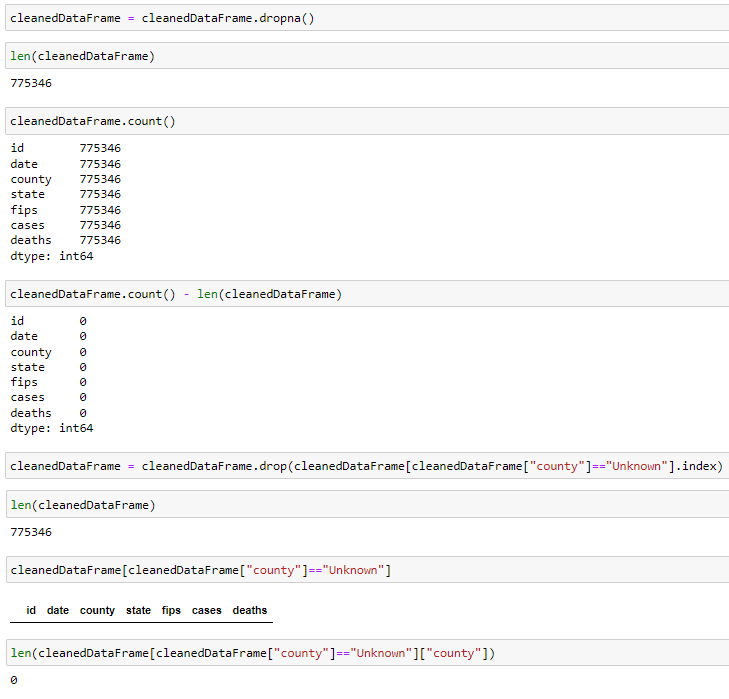 cleanedDataFrame = cleanedDataFrame.dropna()
len(cleanedDataFrame)
775346
cleanedDataFrame.count()
id 775346
date 775346
county 775346
state 775346
fips 775346
cases 775346
deaths 775346
dtype: int64
cleanedDataFrame.count() - len(cleanedDataFrame)
id 0
date 0
county 0
state 0
fips 0
cases 0
deaths 0
dtype: int64
cleanedDataFrame = cleanedDataFrame.drop(cleanedDataFrame[cleanedDataFrame["county"]=="Unknown"].index)
len(cleanedDataFrame)
775346
cleanedDataFrame[cleanedDataFrame["county"]=="Unknown"]
id date county state fips cases deaths
len(cleanedDataFrame[cleanedDataFrame["county"]=="Unknown"]["county"])
0